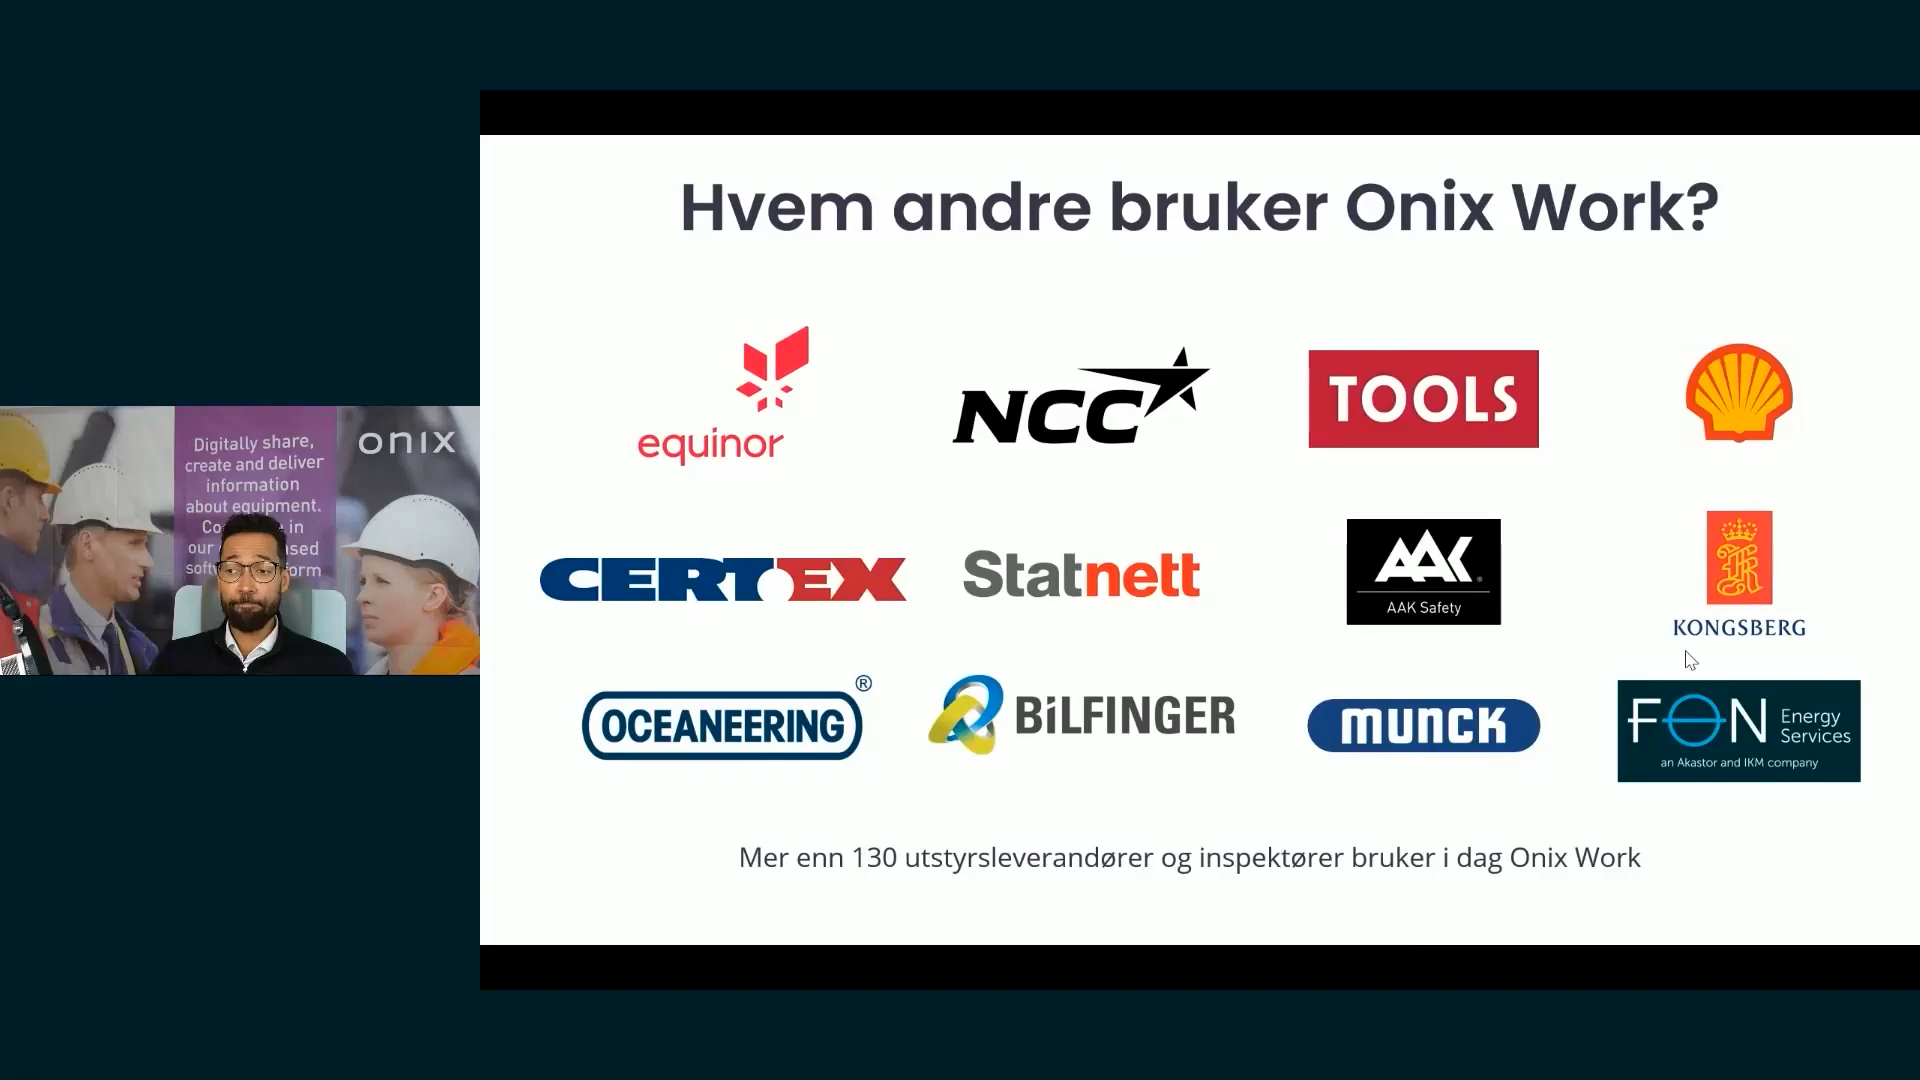 Hvem andre bruker Onix Work?
equinor
NCC
TOOLS
CERTEX
Statnett
AAK
AAK Safety
KONGSBERG
OCEANEERING ®
BiLFINGER
MUNCK
FON Energy Services
an Akastor and IKM company
Mer enn 130 utstyrsleverandører og inspektører bruker i dag Onix Work
Digitally share,
create and deliver
information
about equipment.
in
our
onix